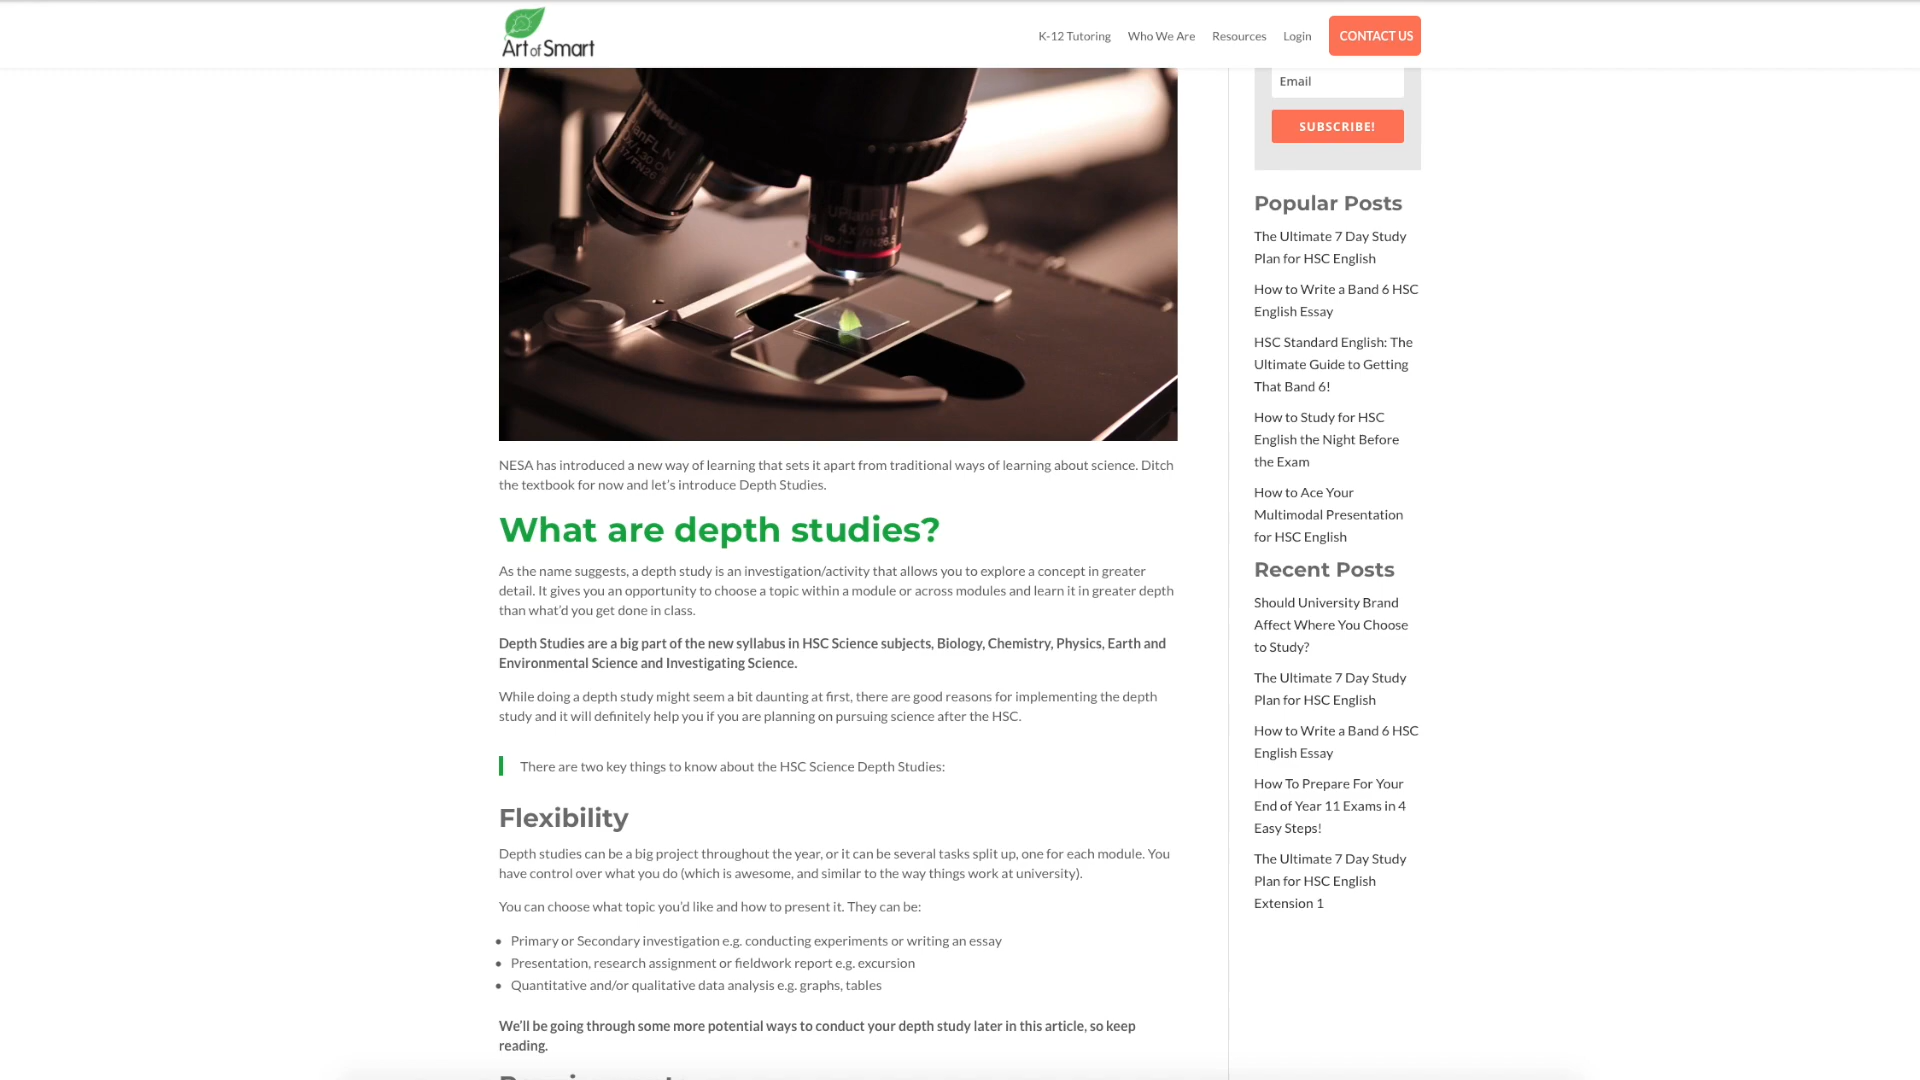 Art of Smart
K-12 Tutoring
Who We Are
Resources
Login
CONTACT US
UPlanFL N
4x/0.13
∞/-/FN26.5
NESA has introduced a new way of learning that sets it apart from traditional ways of learning about science. Ditch
the textbook for now and let’s introduce Depth Studies.
What are depth studies?
As the name suggests, a depth study is an investigation/activity that allows you to explore a concept in greater
detail. It gives you an opportunity to choose a topic within a module or across modules and learn it in greater depth
than what’d you get done in class.
Depth Studies are a big part of the new syllabus in HSC Science subjects, Biology, Chemistry, Physics, Earth and
Environmental Science and Investigating Science.
While doing a depth study might seem a bit daunting at first, there are good reasons for implementing the depth
study and it will definitely help you if you are planning on pursuing science after the HSC.
There are two key things to know about the HSC Science Depth Studies:
Flexibility
Depth studies can be a big project throughout the year, or it can be several tasks split up, one for each module. You
have control over what you do (which is awesome, and similar to the way things work at university).
You can choose what topic you’d like and how to present it. They can be:
Primary or Secondary investigation e.g. conducting experiments or writing an essay
Presentation, research assignment or fieldwork report e.g. excursion
Quantitative and/or qualitative data analysis e.g. graphs, tables
We’ll be going through some more potential ways to conduct your depth study later in this article, so keep
reading.
Email
SUBSCRIBE!
Popular Posts
The Ultimate 7 Day Study
Plan for HSC English
How to Write a Band 6 HSC
English Essay
HSC Standard English: The
Ultimate Guide to Getting
That Band 6!
How to Study for HSC
English the Night Before
the Exam
How to Ace Your
Multimodal Presentation
for HSC English
Recent Posts
Should University Brand
Affect Where You Choose
to Study?
The Ultimate 7 Day Study
Plan for HSC English
How to Write a Band 6 HSC
English Essay
How To Prepare For Your
End of Year 11 Exams in 4
Easy Steps!
The Ultimate 7 Day Study
Plan for HSC English
Extension 1